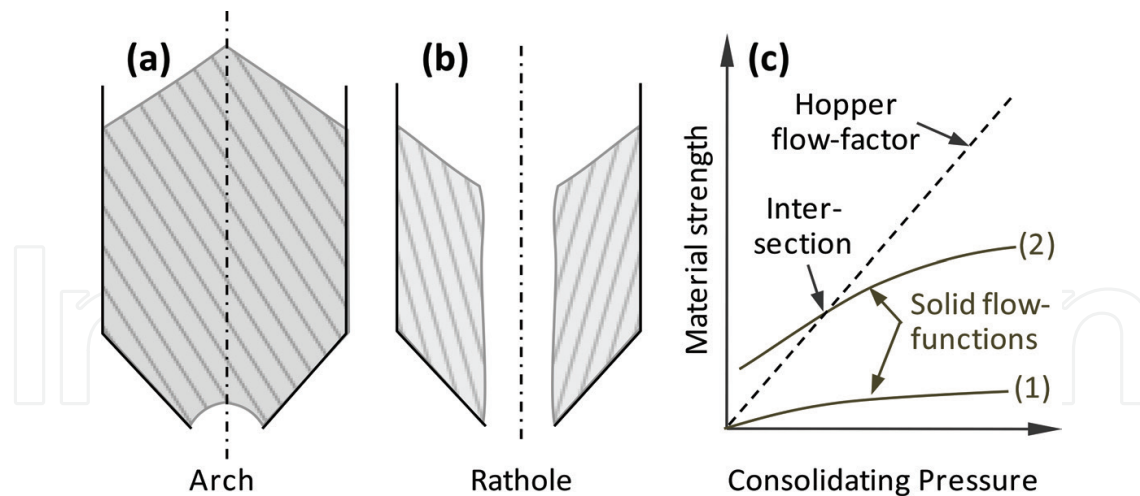 (a)
Arch
(b)
Rathole
(c)
Material strength
Hopper
flow-factor
Inter-
section
(2)
Solid flow-
functions
(1)
Consolidating Pressure